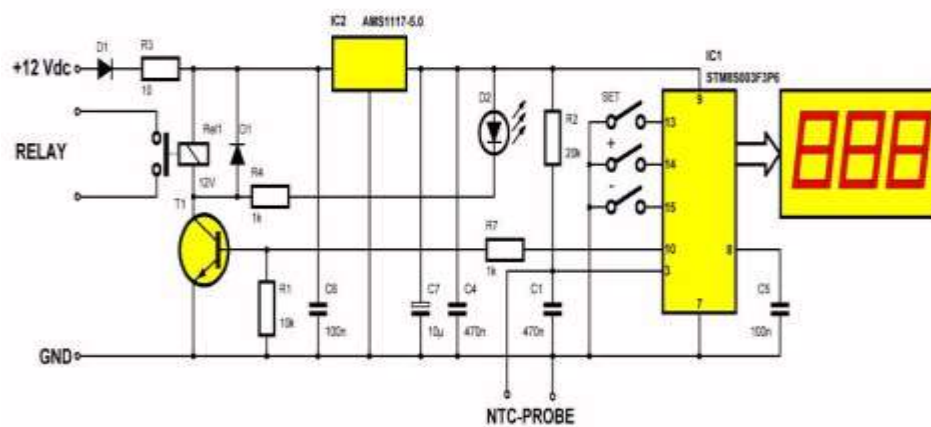 IC2 AMS1117-5.0
IC1
STM8S003F3P6
+12 Vdc
D1
R3
10
RELAY
Rel1
12V
D1
R4
1k
T1
D2
R2
20k
SET
+
-
9
13
14
15
10
3
8
7
888
R7
1k
R1
10k
C6
100n
C7
10µ
C4
470n
C1
470n
C5
100n
GND
NTC-PROBE